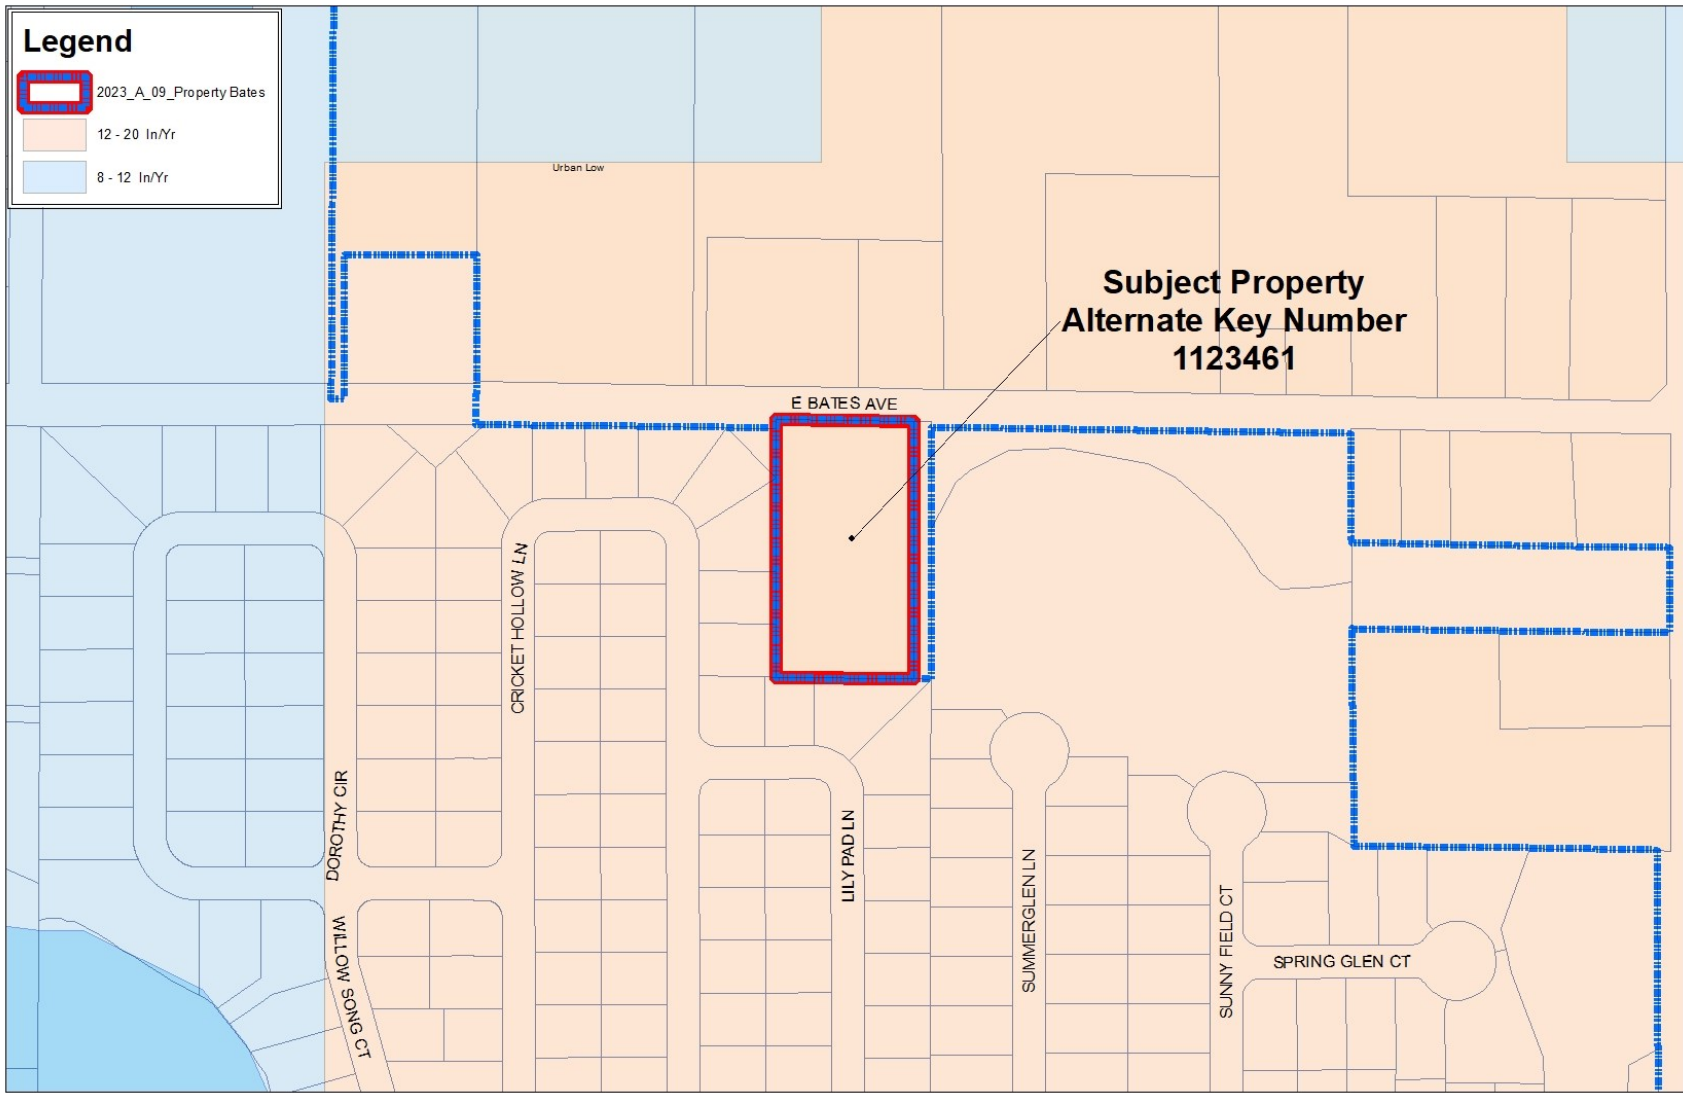 Legend
2023_A_09_Property Bates
12 - 20 In/Yr
8 - 12 In/Yr
Urban Low
Subject Property
Alternate Key Number
1123461
E BATES AVE
CRICKET HOLLOW LN
DOROTHY CIR
LILY PAD LN
SUMMERGLEN LN
SUNNY FIELD CT
SPRING GLEN CT
WILLOW SONG CT